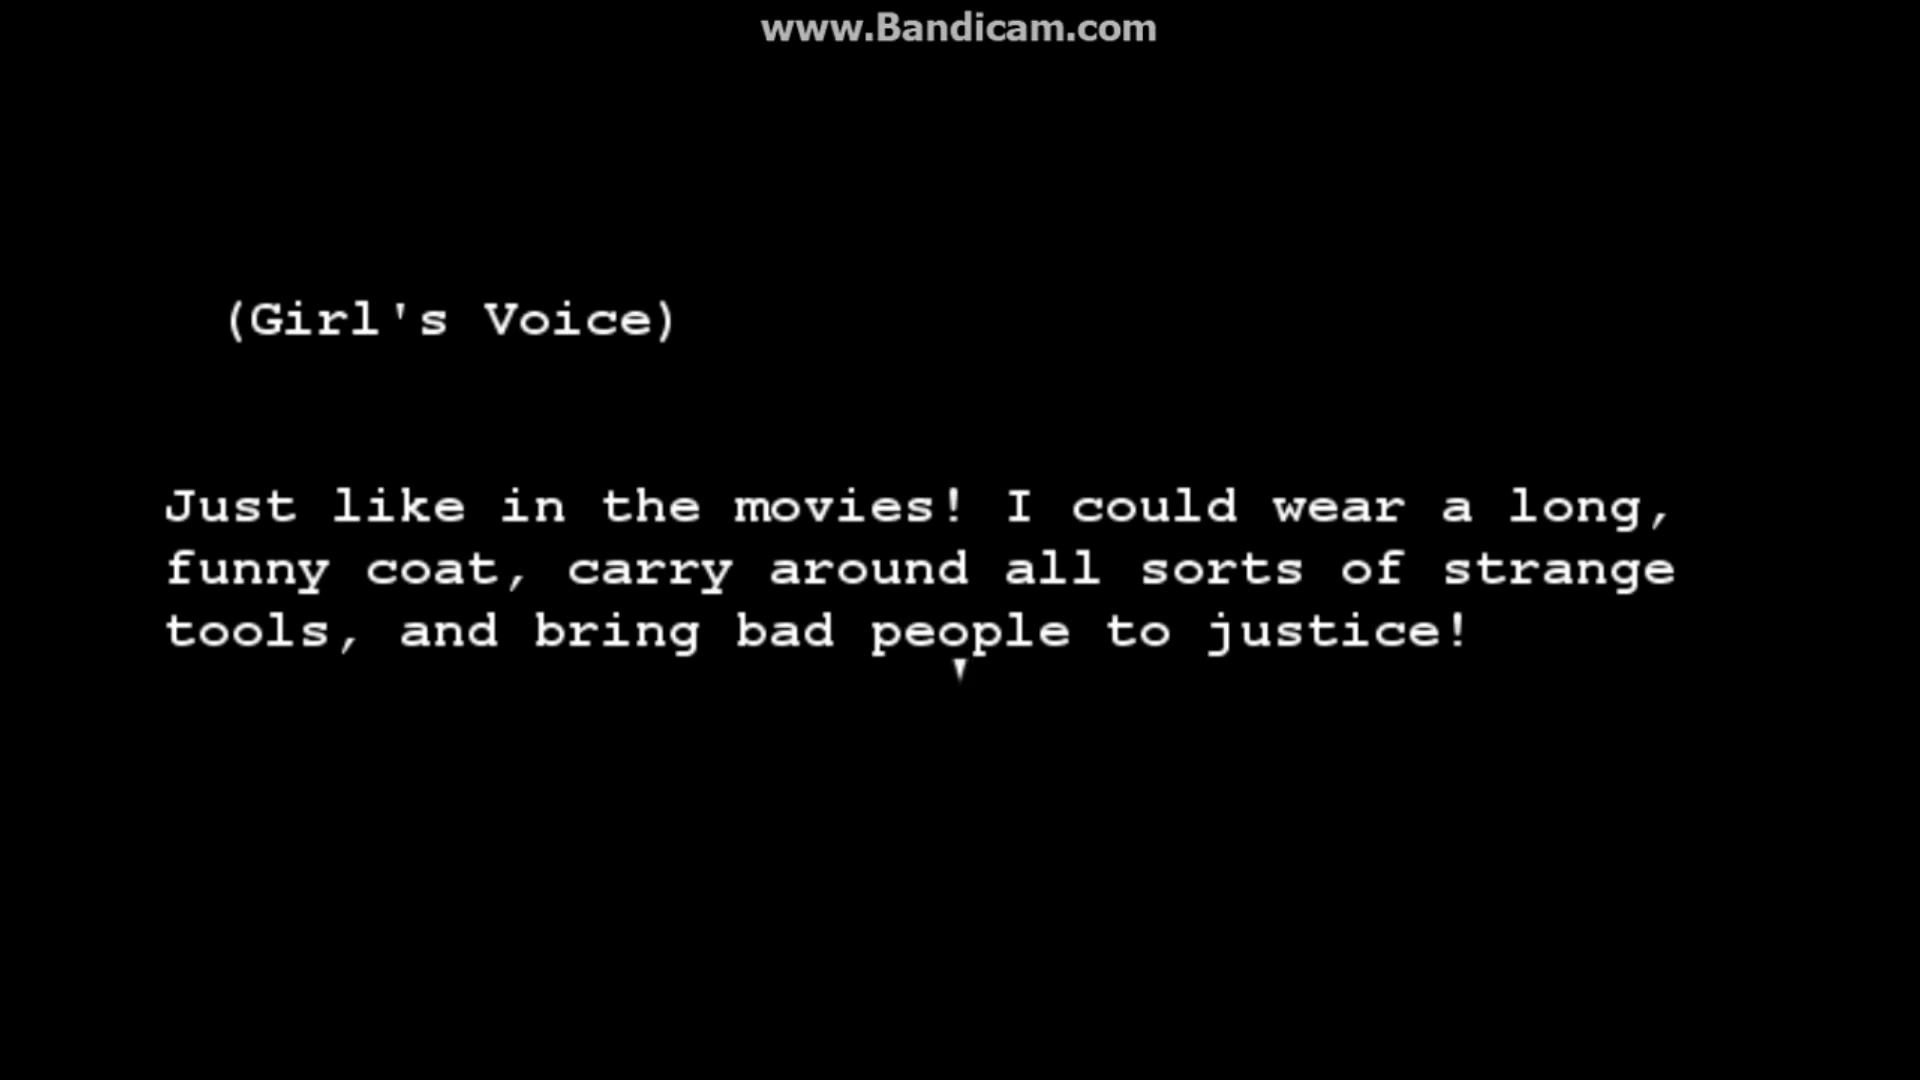 www.Bandicam.com
(Girl's Voice)
Just like in the movies! I could wear a long,
funny coat, carry around all sorts of strange
tools, and bring bad people to justice!